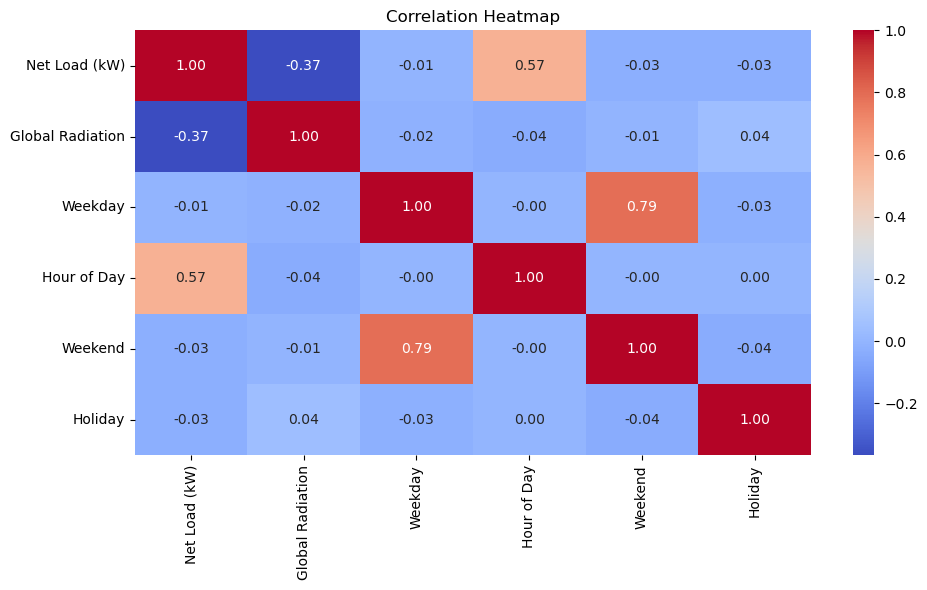 Correlation Heatmap
Net Load (kW) 1.00 -0.37 -0.01 0.57 -0.03 -0.03
Global Radiation -0.37 1.00 -0.02 -0.04 -0.01 0.04
Weekday -0.01 -0.02 1.00 -0.00 0.79 -0.03
Hour of Day 0.57 -0.04 -0.00 1.00 -0.00 0.00
Weekend -0.03 -0.01 0.79 -0.00 1.00 -0.04
Holiday -0.03 0.04 -0.03 0.00 -0.04 1.00
Net Load (kW)
Global Radiation
Weekday
Hour of Day
Weekend
Holiday
1.0
0.8
0.6
0.4
0.2
0.0
−0.2